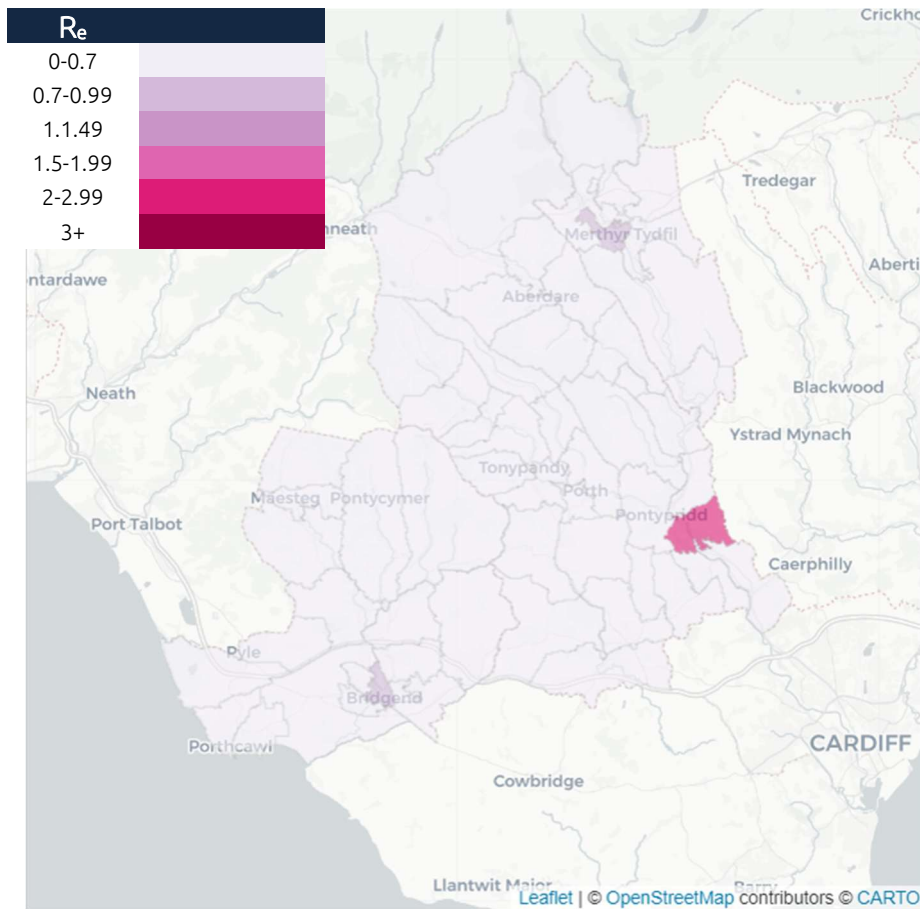 Rₑ
0-0.7
0.7-0.99
1.1.49
1.5-1.99
2-2.99
3+
Crickho
Tredegar
nneath
Merthyr Tydfil
Aberti
ntardawe
Aberdare
Neath
Blackwood
Ystrad Mynach
Tonypandy
Maesteg
Pontycymer
Porth
Pontypridd
Port Talbot
Caerphilly
Pyle
Bridgend
Porthcawl
CARDIFF
Cowbridge
Llantwit Major
Barry
Leaflet | © OpenStreetMap contributors © CARTO